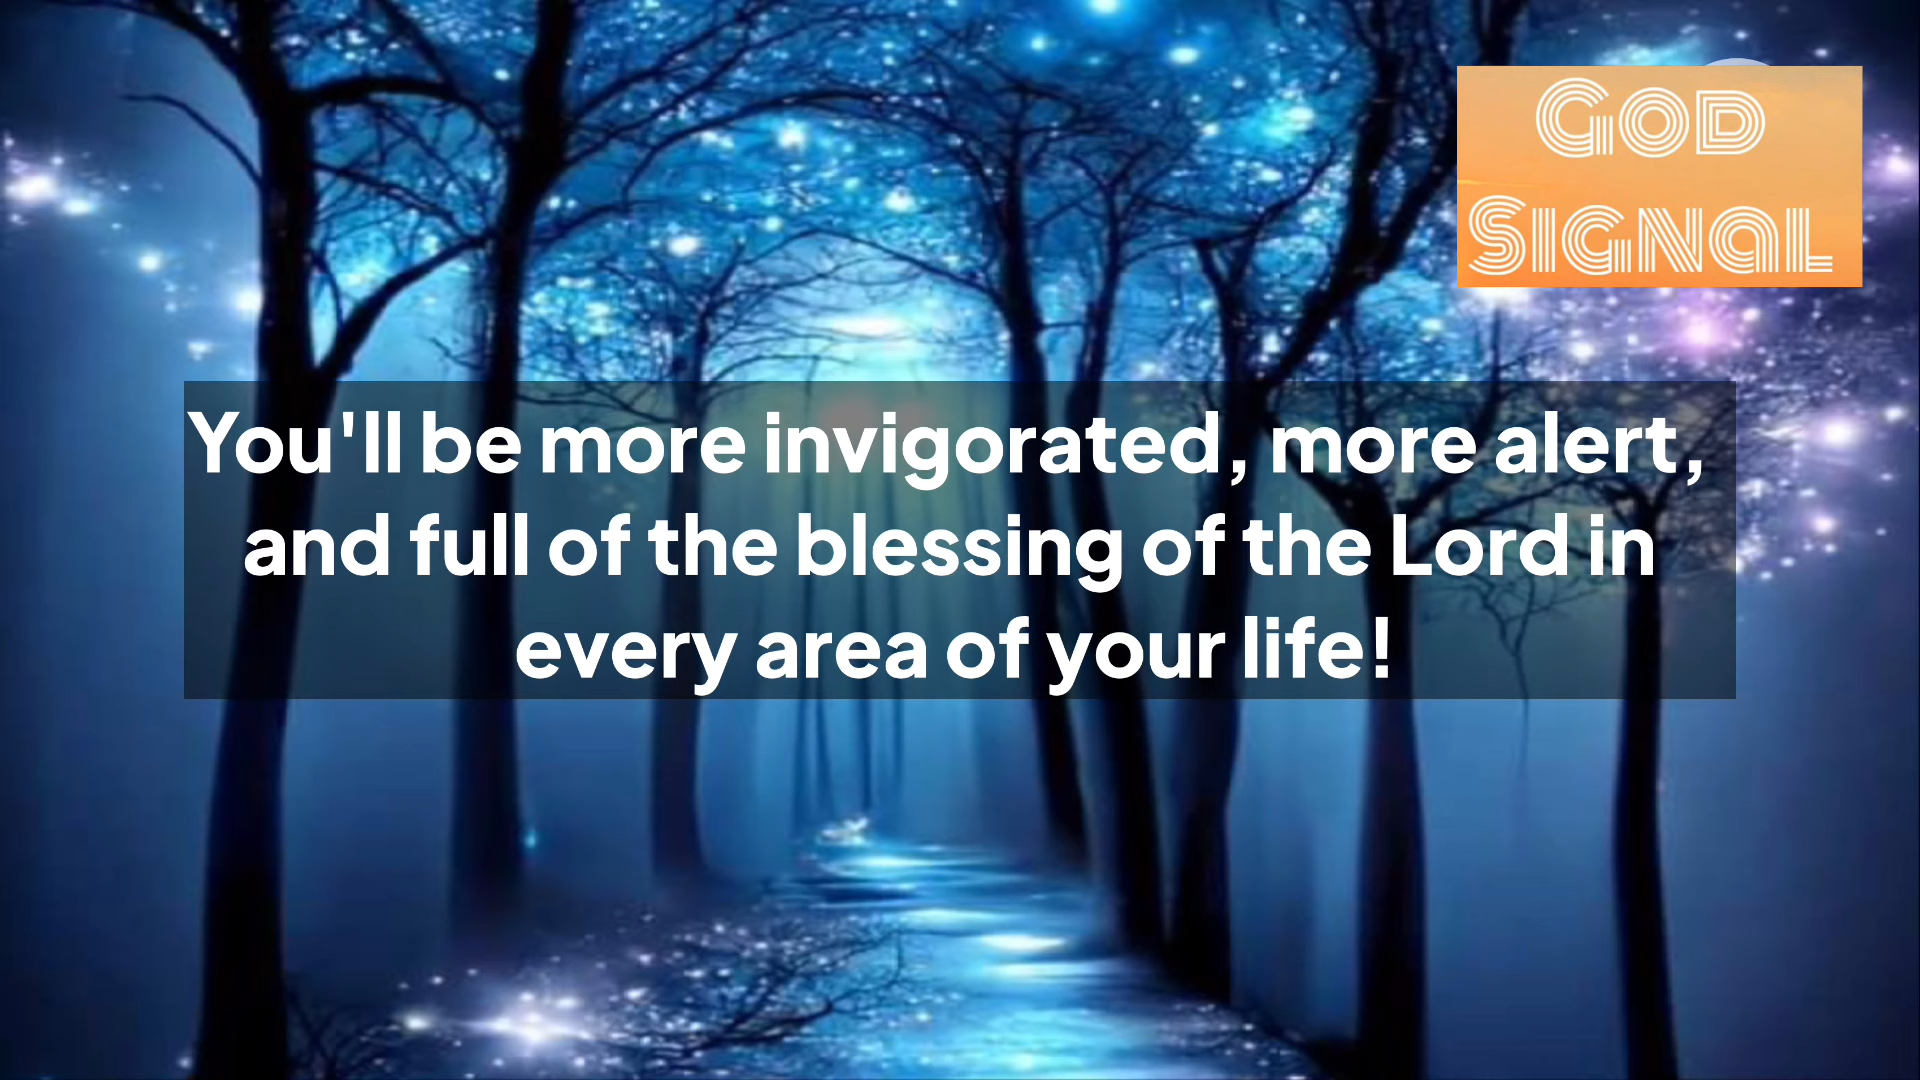 God
Signal
You'll be more invigorated, more alert,
and full of the blessing of the Lord in
every area of your life!